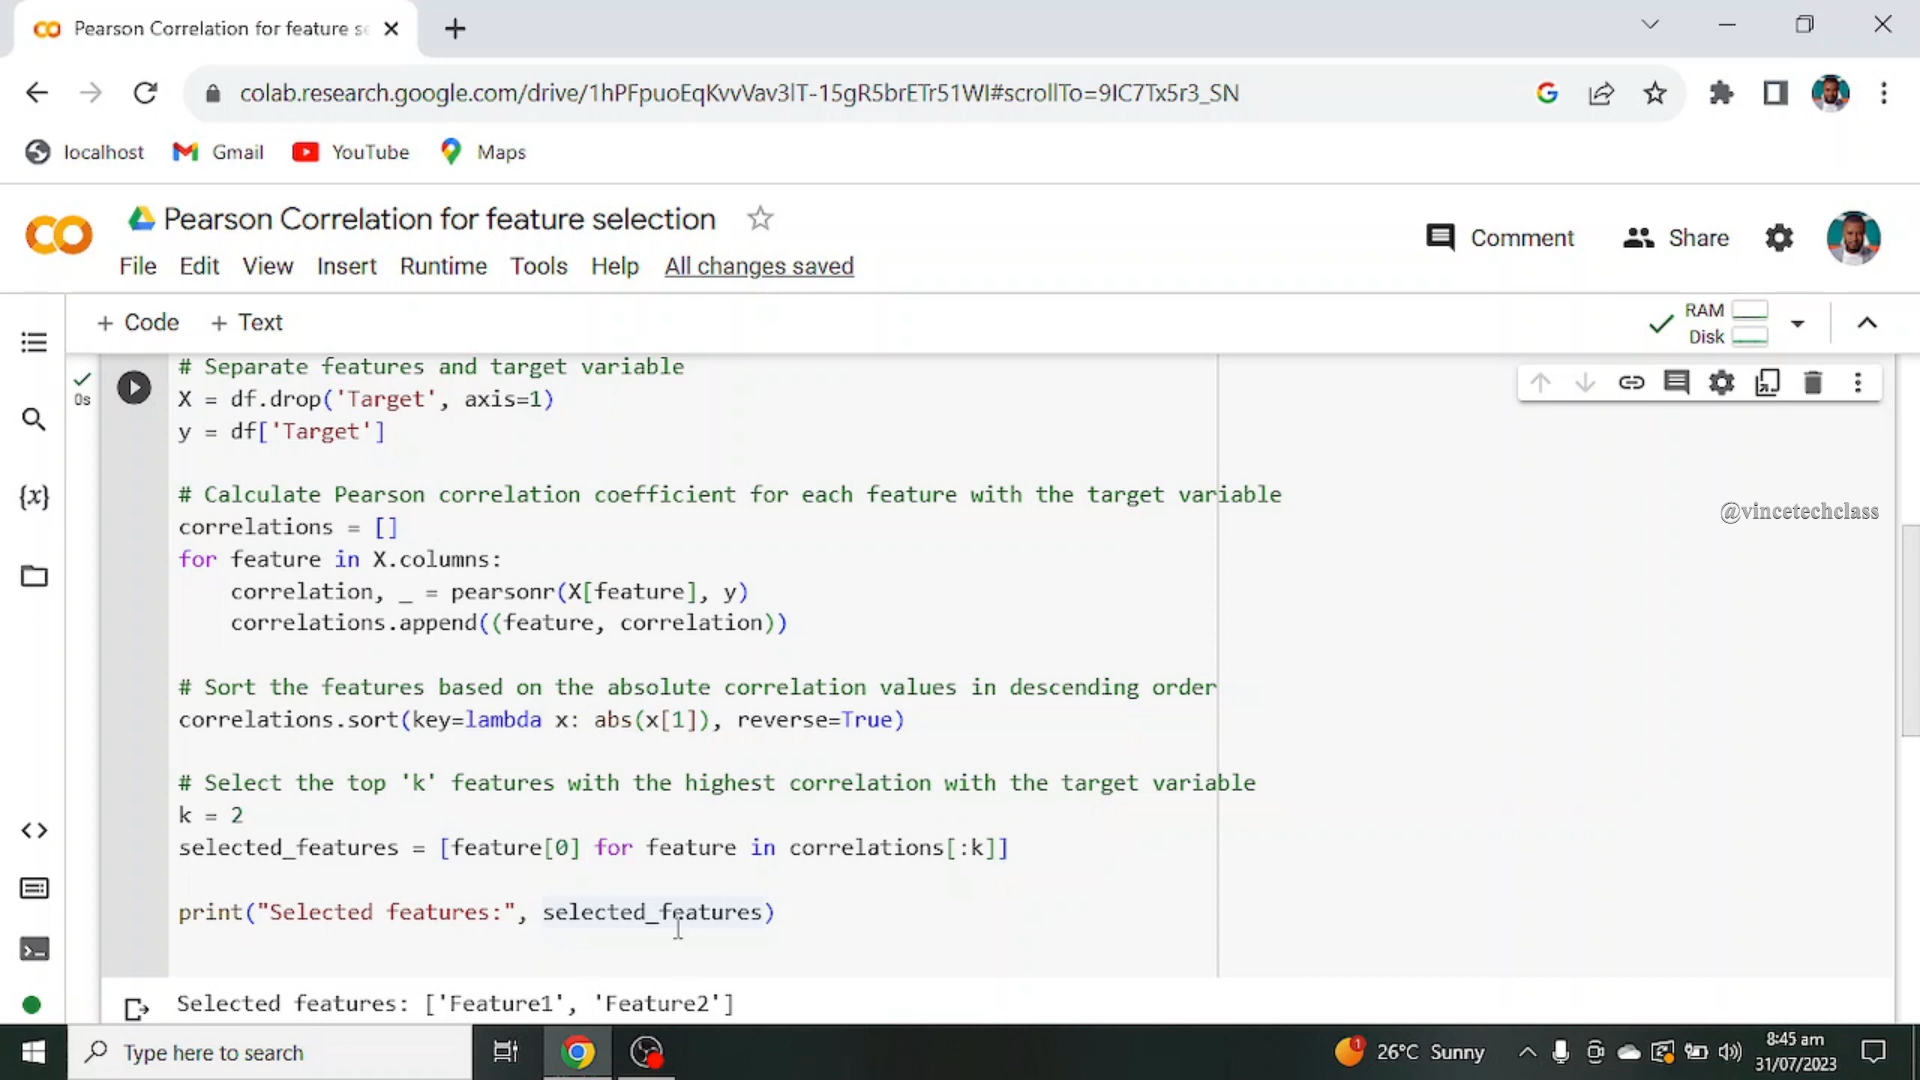 Pearson Correlation for feature se
colab.research.google.com/drive/1hPFpuoEqKvvVav3lT-15gR5brETr51WI#scrollTo=9IC7Tx5r3_SN
localhost Gmail YouTube Maps
Pearson Correlation for feature selection
Comment Share
File Edit View Insert Runtime Tools Help All changes saved
+ Code + Text
RAM
Disk
0s
# Separate features and target variable
X = df.drop('Target', axis=1)
y = df['Target']
# Calculate Pearson correlation coefficient for each feature with the target variable
correlations = []
@vincetechclass
for feature in X.columns:
correlation, _ = pearsonr(X[feature], y)
correlations.append((feature, correlation))
# Sort the features based on the absolute correlation values in descending order
correlations.sort(key=lambda x: abs(x[1]), reverse=True)
# Select the top 'k' features with the highest correlation with the target variable
k = 2
selected_features = [feature[0] for feature in correlations[:k]]
print("Selected features:", selected_features)
Selected features: ['Feature1', 'Feature2']
Type here to search
1
26°C Sunny
8:45 am
31/07/2023